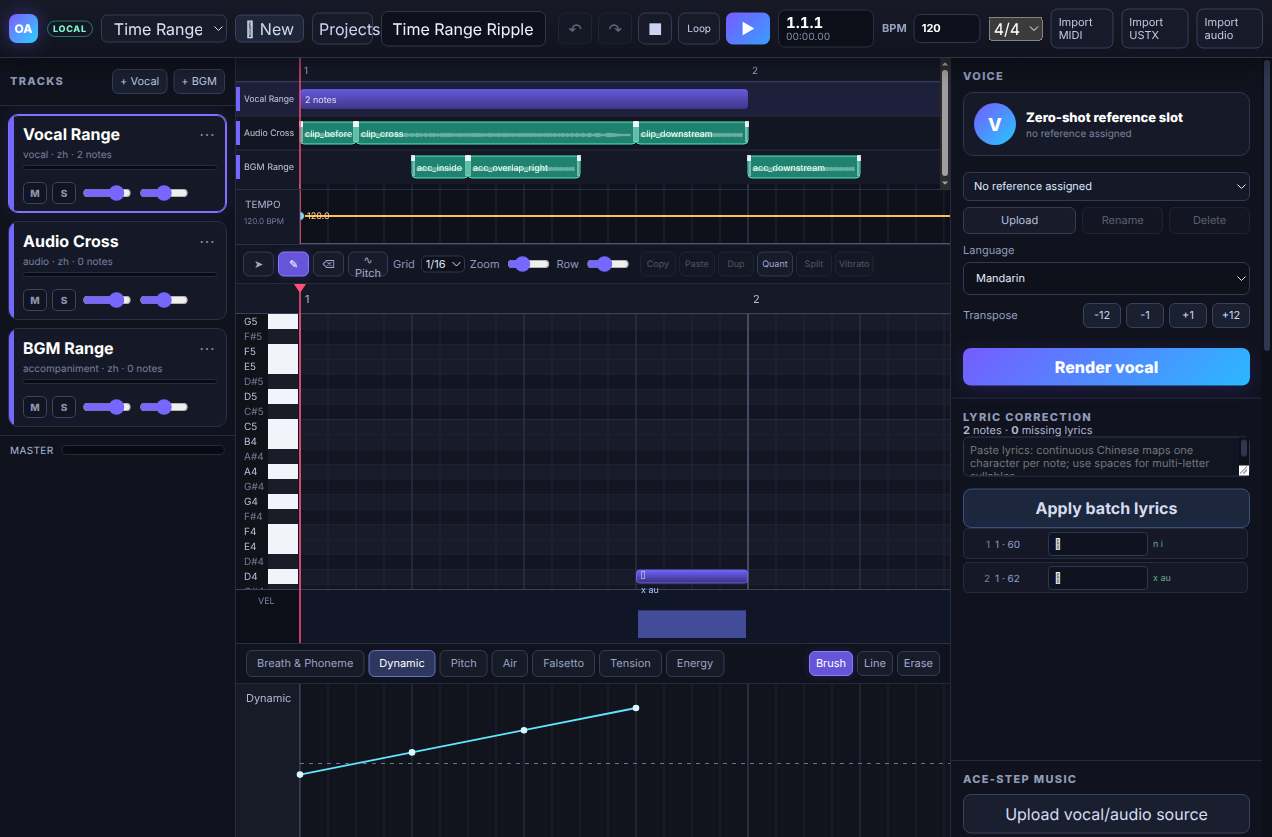 OA LOCAL Time Range New Projects Time Range Ripple Loop 1.1.1 BPM 120 4/4 Import MIDI Import USTX Import audio
00:00.00
TRACKS + Vocal + BGM
Vocal Range
vocal · zh · 2 notes
M S
Audio Cross
audio · zh · 0 notes
M S
BGM Range
accompaniment · zh · 0 notes
M S
MASTER
1 2
Vocal Range 2 notes
Audio Cross clip_before clip_cross clip_downstream
BGM Range acc_inside acc_overlap_right acc_downstream
TEMPO
120.0 BPM 120.0
Pitch Grid 1/16 Zoom Row Copy Paste Dup Quant Split Vibrato
1 2
G5
F#5
F5
E5
D#5
D5
C#5
C5
B4
A#4
A4
G#4
G4
F#4
F4
E4
D#4
D4
x au
VEL
Breath & Phoneme Dynamic Pitch Air Falsetto Tension Energy Brush Line Erase
Dynamic
VOICE
V Zero-shot reference slot
no reference assigned
No reference assigned
Upload Rename Delete
Language
Mandarin
Transpose -12 -1 +1 +12
Render vocal
LYRIC CORRECTION
2 notes · 0 missing lyrics
Paste lyrics: continuous Chinese maps one
character per note; use spaces for multi-letter
Apply batch lyrics
1 1 · 60 n i
2 1 · 62 x au
ACE-STEP MUSIC
Upload vocal/audio source